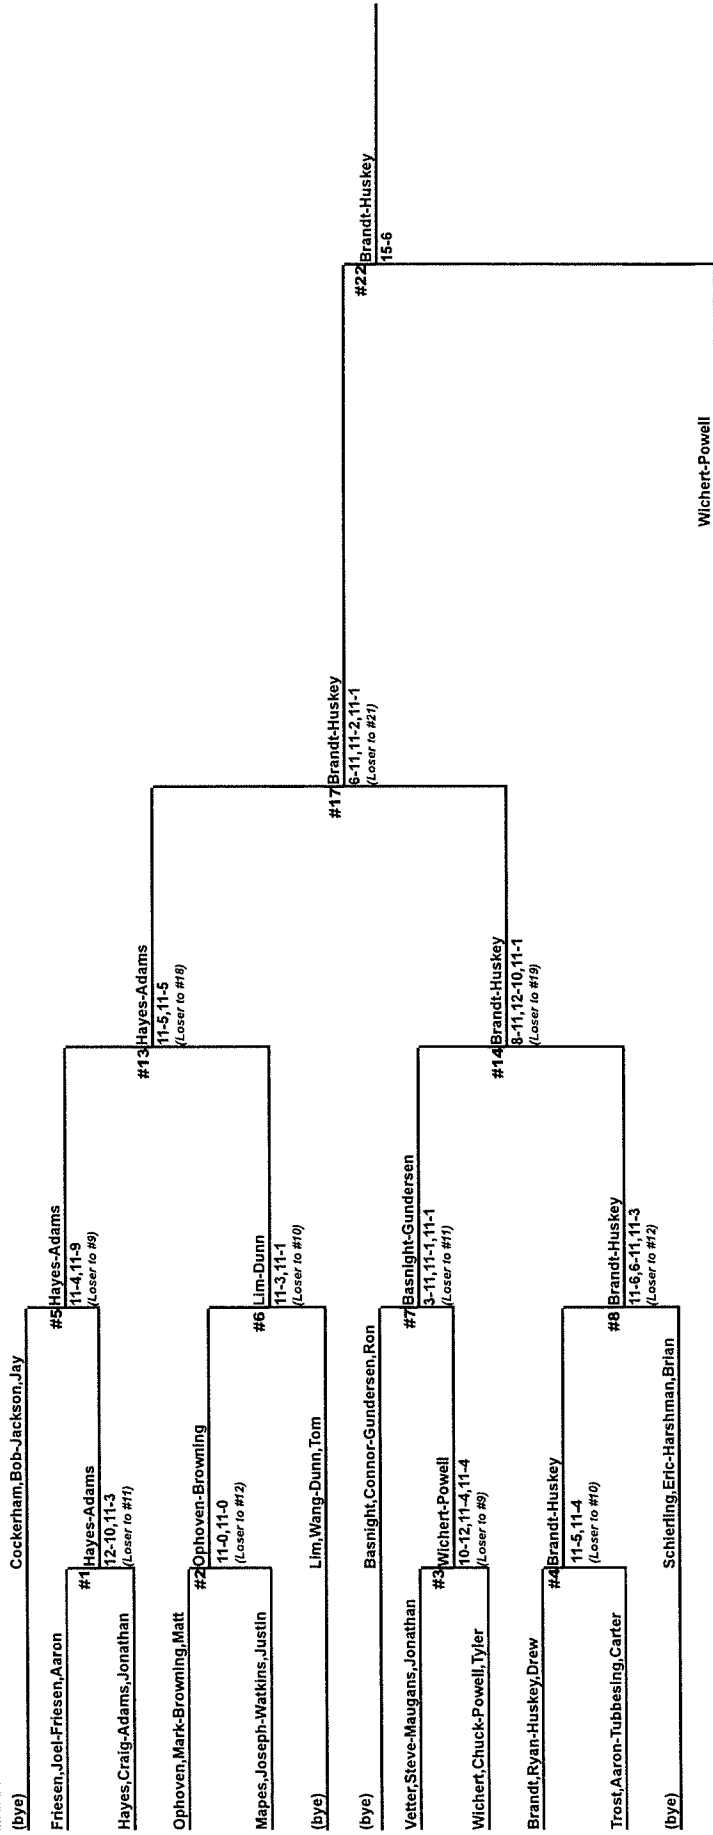 (bye)
Cockerham,Bob-Jackson,Jay
#5 Hayes-Adams
11-4,11-9
(Loser to #9)
Friesen,Joel-Friesen,Aaron
#1 Hayes-Adams
12-10,11-3
(Loser to #11)
Hayes,Craig-Adams,Jonathan
#13 Hayes-Adams
11-5,11-5
(Loser to #18)
Ophoven,Mark-Browning,Matt
#2 Ophoven-Browning
11-0,11-0
(Loser to #12)
Mapes,Joseph-Watkins,Justin
#6 Lim-Dunn
11-3,11-1
(Loser to #10)
(bye)
Lim,Wang-Dunn,Tom
#17 Brandt-Huskey
6-11,11-2,11-1
(Loser to #21)
#22 Brandt-Huskey
15-6
(bye)
Basnight,Connor-Gundersen,Ron
#7 Basnight-Gundersen
3-11,11-1,11-1
(Loser to #11)
Vetter,Steve-Maugans,Jonathan
#3 Wichert-Powell
10-12,11-4,11-4
(Loser to #9)
Wichert,Chuck-Powell,Tyler
#14 Brandt-Huskey
8-11,12-10,11-1
(Loser to #19)
Brandt,Ryan-Huskey,Drew
#4 Brandt-Huskey
11-5,11-4
(Loser to #10)
Trost,Aaron-Tubbesing,Carter
#8 Brandt-Huskey
11-6,6-11,11-3
(Loser to #12)
(bye)
Schierling,Eric-Harshman,Brian
Wichert-Powell